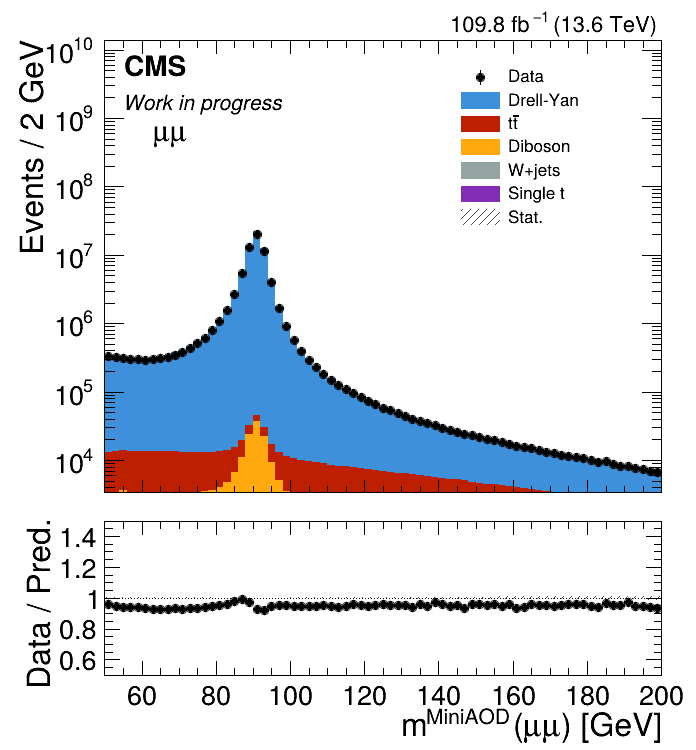 109.8 fb⁻¹ (13.6 TeV)
Events / 2 GeV
10¹⁰
10⁹
10⁸
10⁷
10⁶
10⁵
10⁴
CMS
Work in progress
μμ
Data
Drell-Yan
tt̅
Diboson
W+jets
Single t
Stat.
Data / Pred.
1.4
1.2
1
0.8
0.6
60 80 100 120 140 160 180 200
m^MiniAOD (μμ) [GeV]